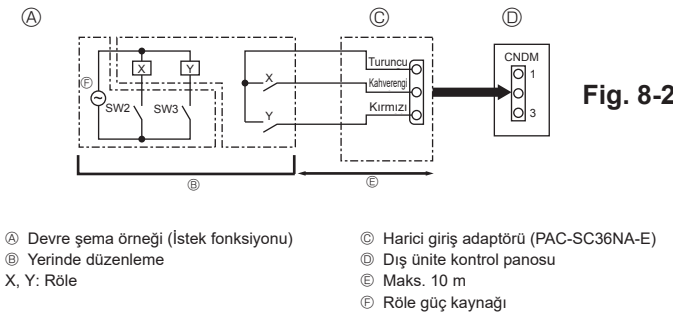 Ⓐ Ⓒ Ⓓ
CNDM
Turuncu
1
Ⓕ X Y X Kahverengi
SW2 SW3 Kırmızı 3
Y
Fig. 8-2
Ⓑ Ⓔ
Ⓐ Devre şema örneği (İstek fonksiyonu)
Ⓑ Yerinde düzenleme
X, Y: Röle
Ⓒ Harici giriş adaptörü (PAC-SC36NA-E)
Ⓓ Dış ünite kontrol panosu
Ⓔ Maks. 10 m
Ⓕ Röle güç kaynağı